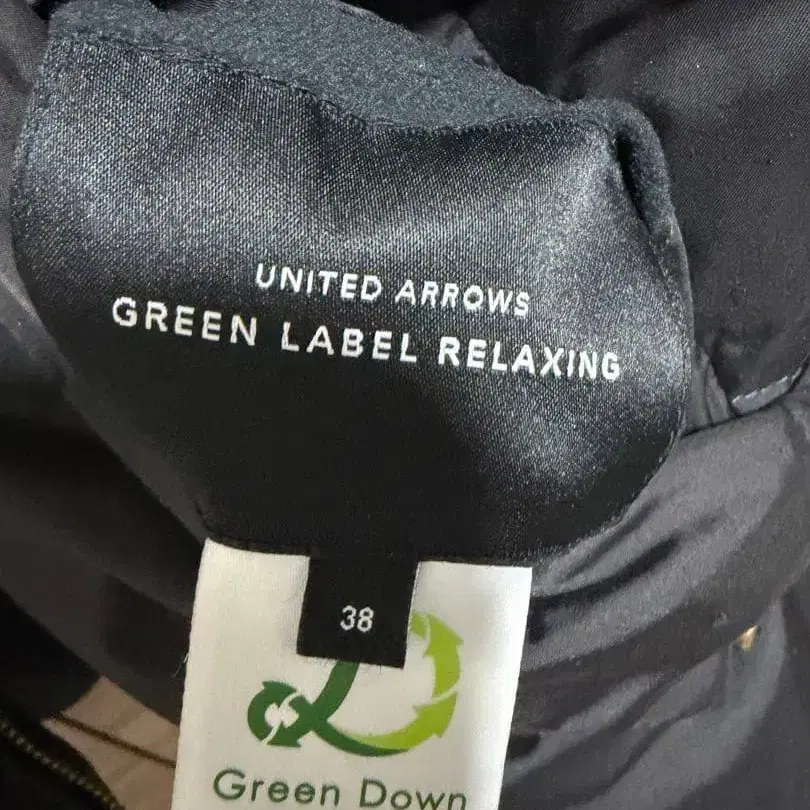 UNITED ARROWS
GREEN LABEL RELAXING
38
Green Down